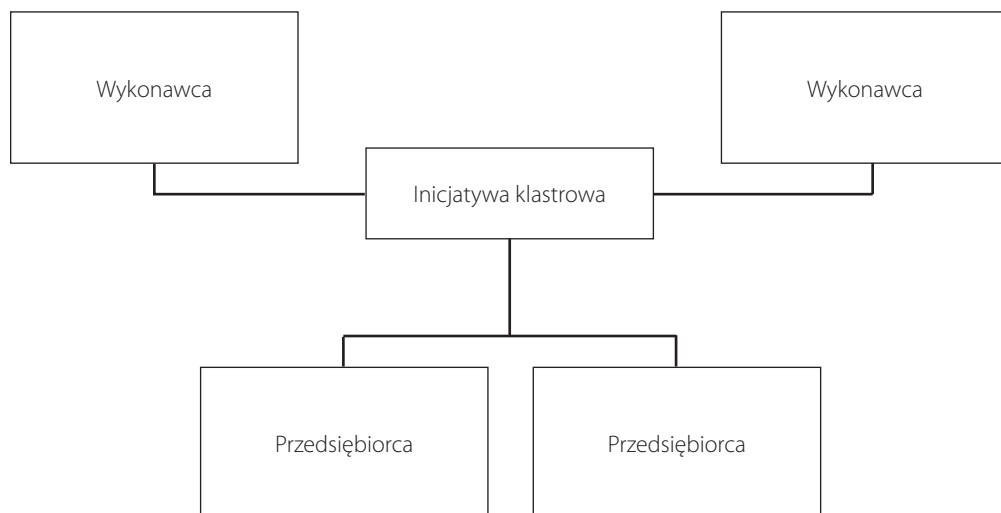 Wykonawca
Wykonawca
Inicjatywa klastrowa
Przedsiębiorca
Przedsiębiorca